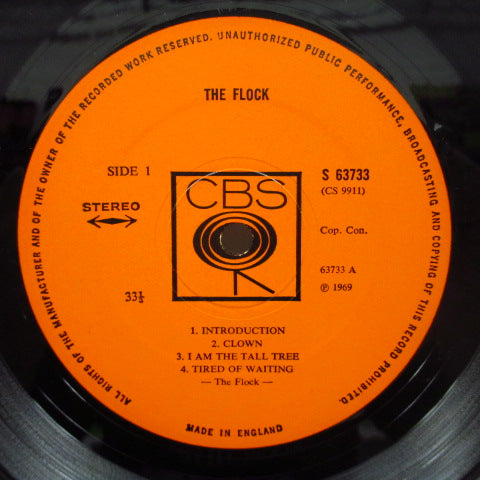 ALL RIGHTS OF THE MANUFACTURER AND OF THE OWNER OF THE RECORDED WORK RESERVED. UNAUTHORIZED PUBLIC PERFORMANCE, BROADCASTING AND COPYING OF THIS RECORD PROHIBITED.
THE FLOCK
SIDE 1
CBS
S 63733
(CS 9911)
STEREO
Cop. Con.
63733 A
33⅓
℗ 1969
1. INTRODUCTION
2. CLOWN
3. I AM THE TALL TREE
4. TIRED OF WAITING
— The Flock —
MADE IN ENGLAND